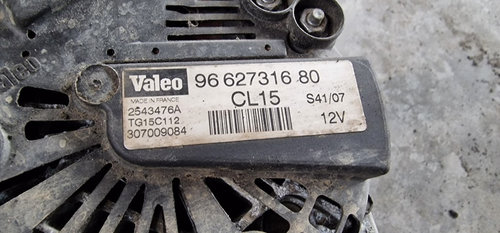 Valeo 96 627316 80
MADE IN FRANCE
CL15 S41/07
2543476A
TG15C112
307009084
12V